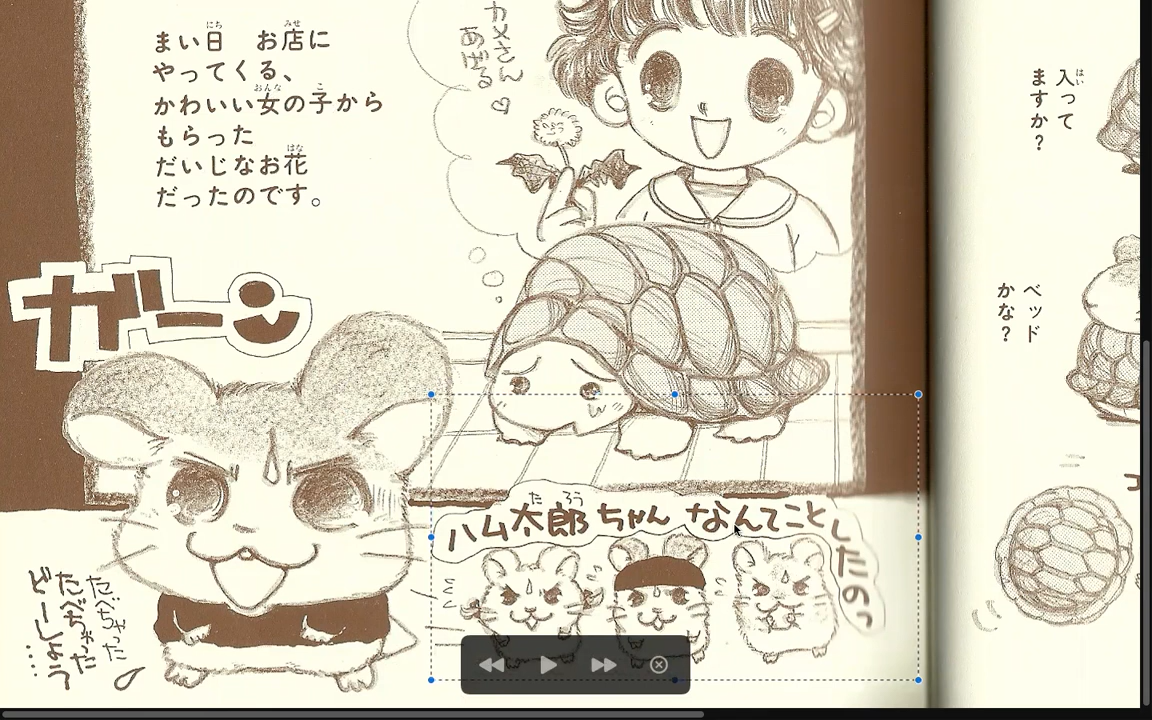 まい日　お店に
やってくる、
かわいい女の子から
もらった
だいじなお花
だったのです。
カメさん
あげる♡
ガーン
ハム太郎ちゃん なんてことしたのっ
たべちゃった
たべちゃった
どーしよう…
入って
ますか?
ベッド
かな?